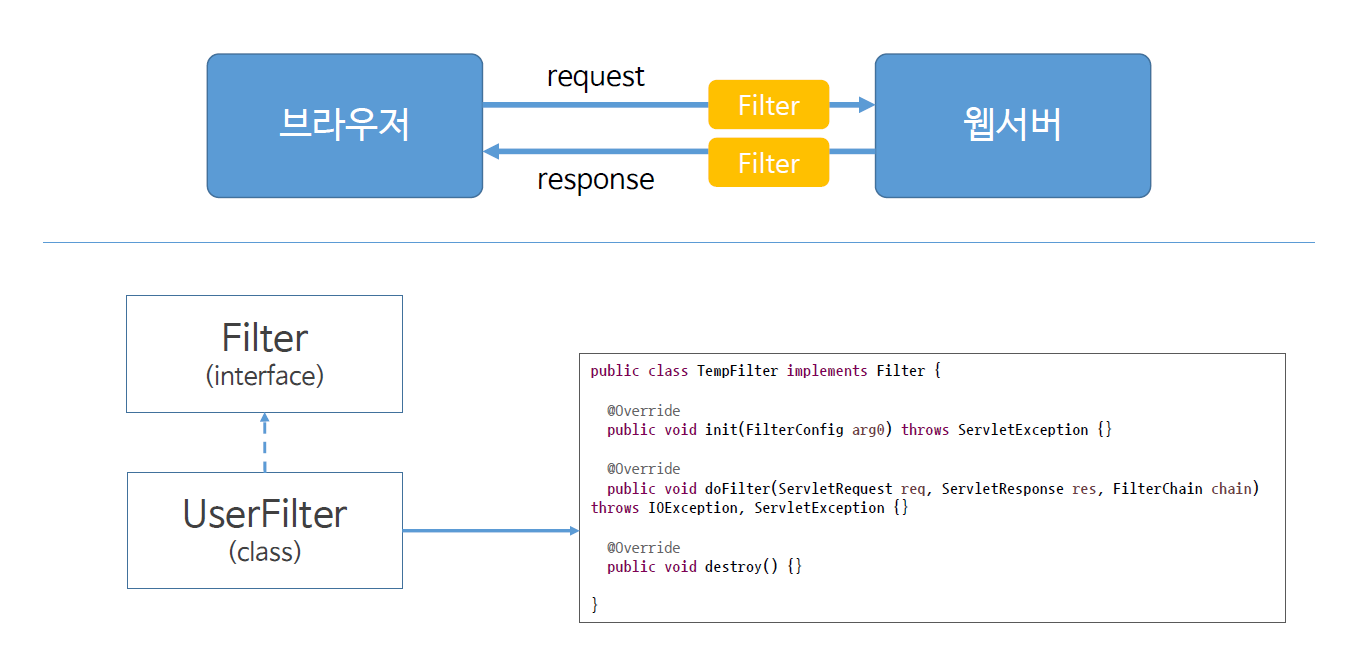 브라우저
request
Filter
웹서버
Filter
response
Filter
(interface)
UserFilter
(class)
public class TempFilter implements Filter {
@Override
public void init(FilterConfig arg0) throws ServletException {}
@Override
public void doFilter(ServletRequest req, ServletResponse res, FilterChain chain)
throws IOException, ServletException {}
@Override
public void destroy() {}
}